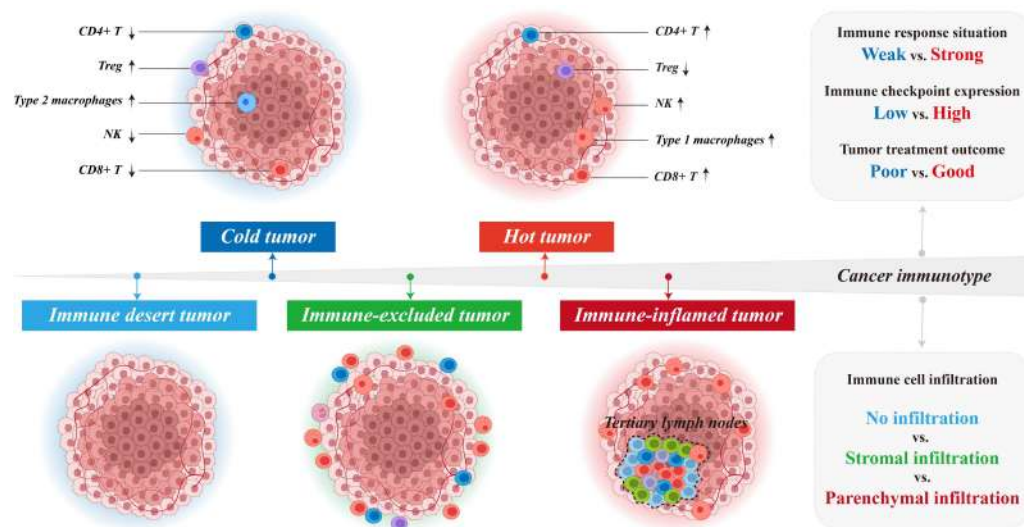 CD4+ T ↓
Treg ↑
Type 2 macrophages ↑
NK ↓
CD8+ T ↓
CD4+ T ↑
Treg ↓
NK ↑
Type 1 macrophages ↑
CD8+ T ↑
Immune response situation
Weak vs. Strong
Immune checkpoint expression
Low vs. High
Tumor treatment outcome
Poor vs. Good
Cold tumor
Hot tumor
Cancer immunotype
Immune desert tumor
Immune-excluded tumor
Immune-inflamed tumor
Tertiary lymph nodes
Immune cell infiltration
No infiltration
vs.
Stromal infiltration
vs.
Parenchymal infiltration